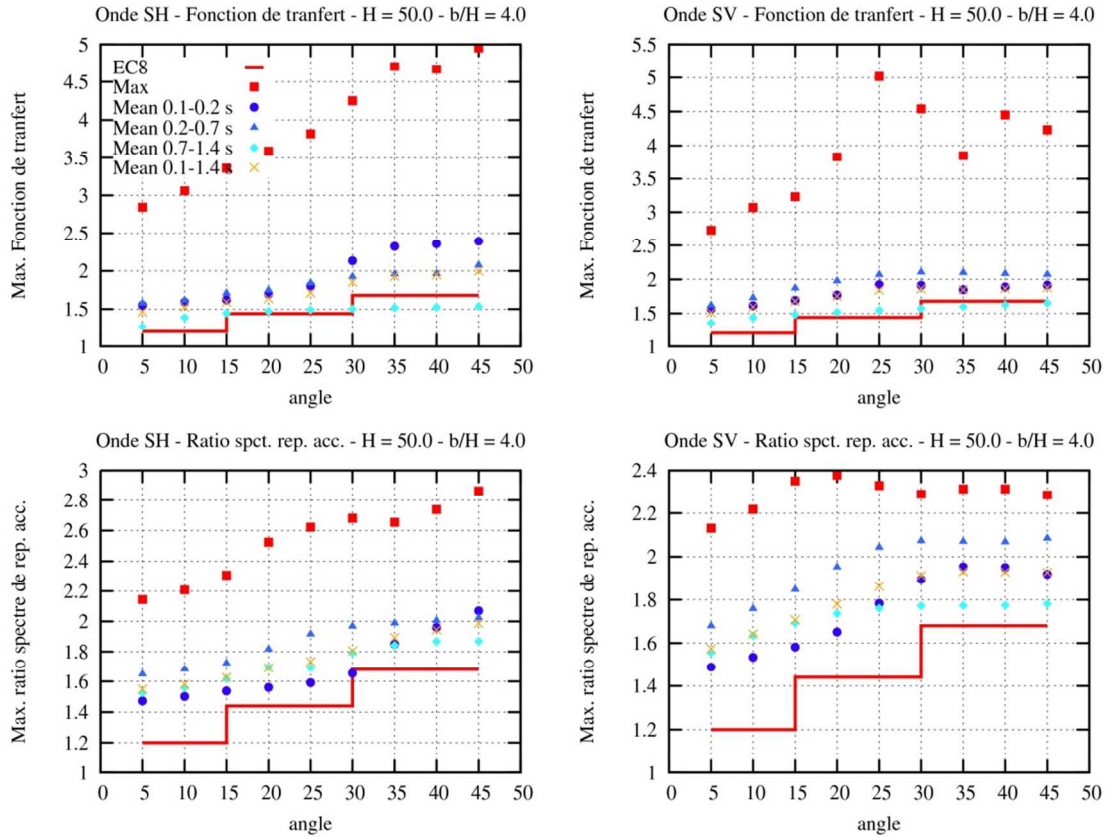 Onde SH - Fonction de tranfert - H = 50.0 - b/H = 4.0
Max. Fonction de tranfert
5
4.5
4
3.5
3
2.5
2
1.5
1
EC8
Max
Mean 0.1-0.2 s
Mean 0.2-0.7 s
Mean 0.7-1.4 s
Mean 0.1-1.4 s
0 5 10 15 20 25 30 35 40 45 50
angle
Onde SV - Fonction de tranfert - H = 50.0 - b/H = 4.0
Max. Fonction de tranfert
5.5
5
4.5
4
3.5
3
2.5
2
1.5
1
0 5 10 15 20 25 30 35 40 45 50
angle
Onde SH - Ratio spct. rep. acc. - H = 50.0 - b/H = 4.0
Max. ratio spectre de rep. acc.
3
2.8
2.6
2.4
2.2
2
1.8
1.6
1.4
1.2
1
0 5 10 15 20 25 30 35 40 45 50
angle
Onde SV - Ratio spct. rep. acc. - H = 50.0 - b/H = 4.0
Max. ratio spectre de rep. acc.
2.4
2.2
2
1.8
1.6
1.4
1.2
1
0 5 10 15 20 25 30 35 40 45 50
angle